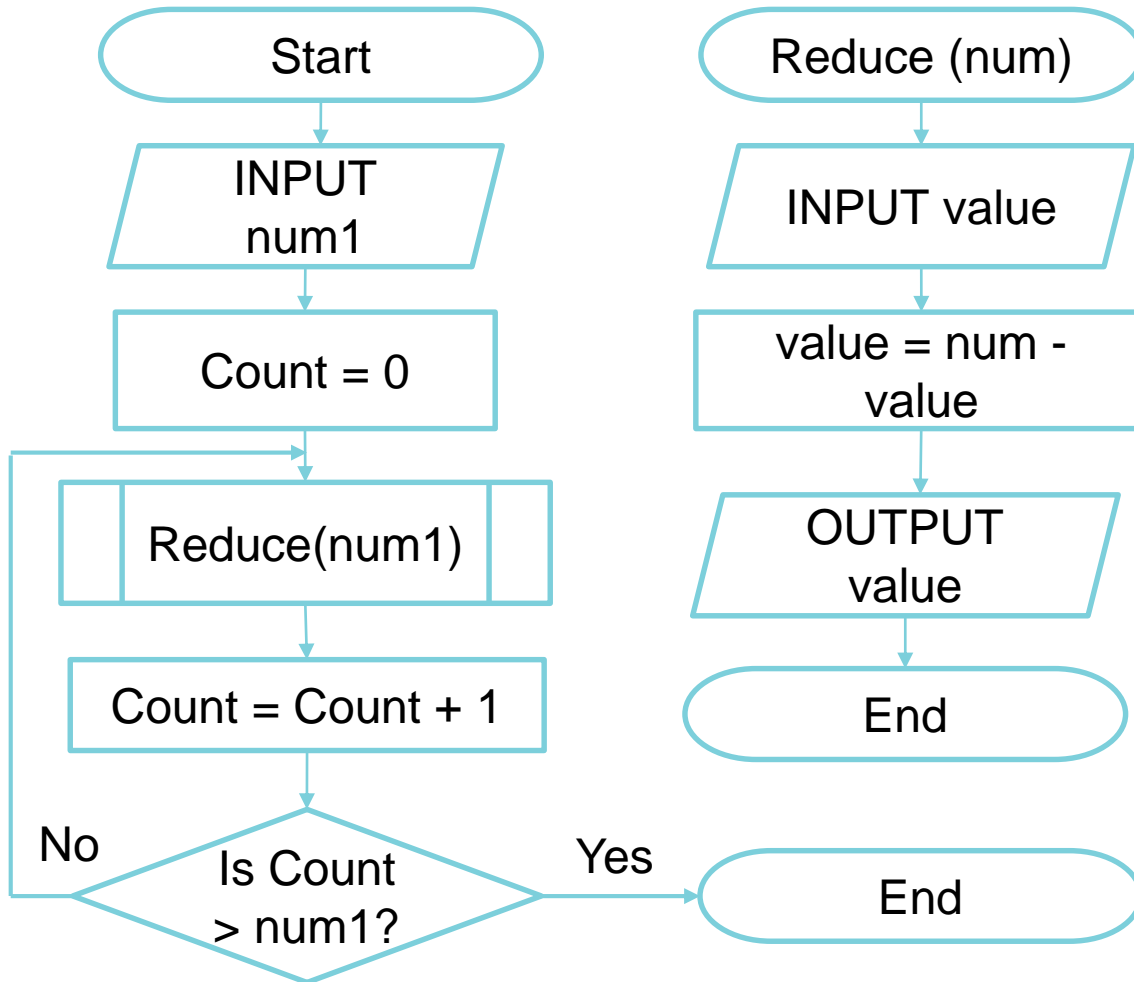 Start
INPUT
num1
Count = 0
Reduce(num1)
Count = Count + 1
Is Count
> num1?
No
Yes
End
Reduce (num)
INPUT value
value = num -
value
OUTPUT
value
End